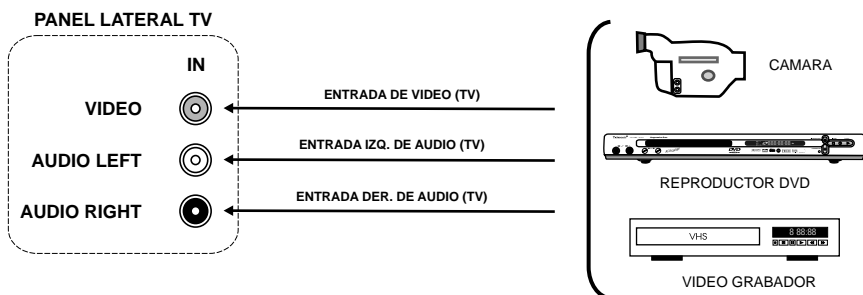 PANEL LATERAL TV
IN
VIDEO
ENTRADA DE VIDEO (TV)
AUDIO LEFT
ENTRADA IZQ. DE AUDIO (TV)
AUDIO RIGHT
ENTRADA DER. DE AUDIO (TV)
CAMARA
DVD
REPRODUCTOR DVD
VHS
8 88:88
VIDEO GRABADOR